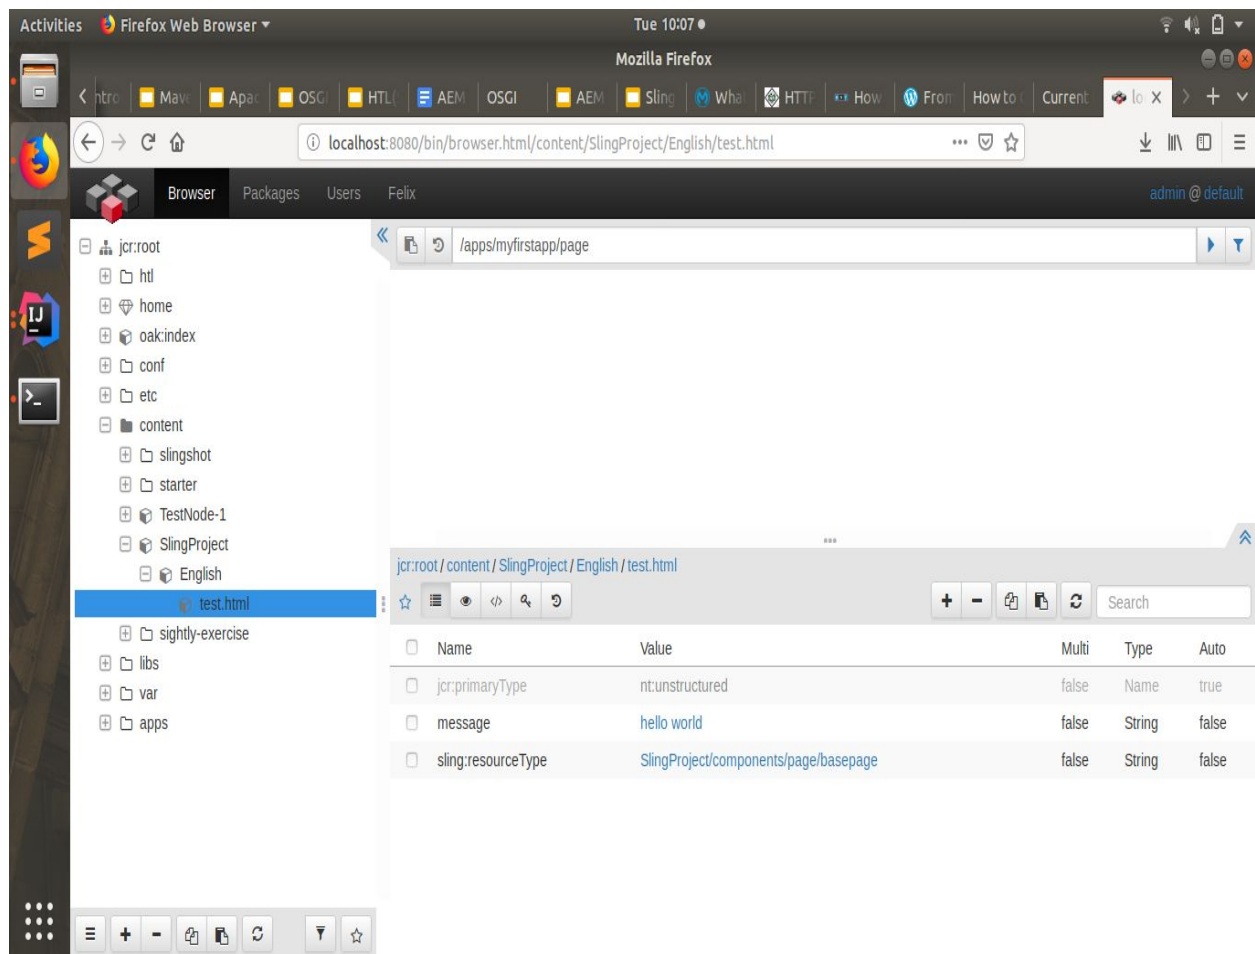 Activities Firefox Web Browser Tue 10:07
Mozilla Firefox
ntro Mave Apac OSG HTL( AEM OSGI AEM Sling Wha HTTP How From How to Current lo
localhost:8080/bin/browser.html/content/SlingProject/English/test.html
Browser Packages Users Felix admin @ default
jcr:root
htl
home
oak:index
conf
etc
content
slingshot
starter
TestNode-1
SlingProject
English
test.html
sightly-exercise
libs
var
apps
/apps/myfirstapp/page
jcr:root / content / SlingProject / English / test.html
Search
Name Value Multi Type Auto
jcr:primaryType nt:unstructured false Name true
message hello world false String false
sling:resourceType SlingProject/components/page/basepage false String false